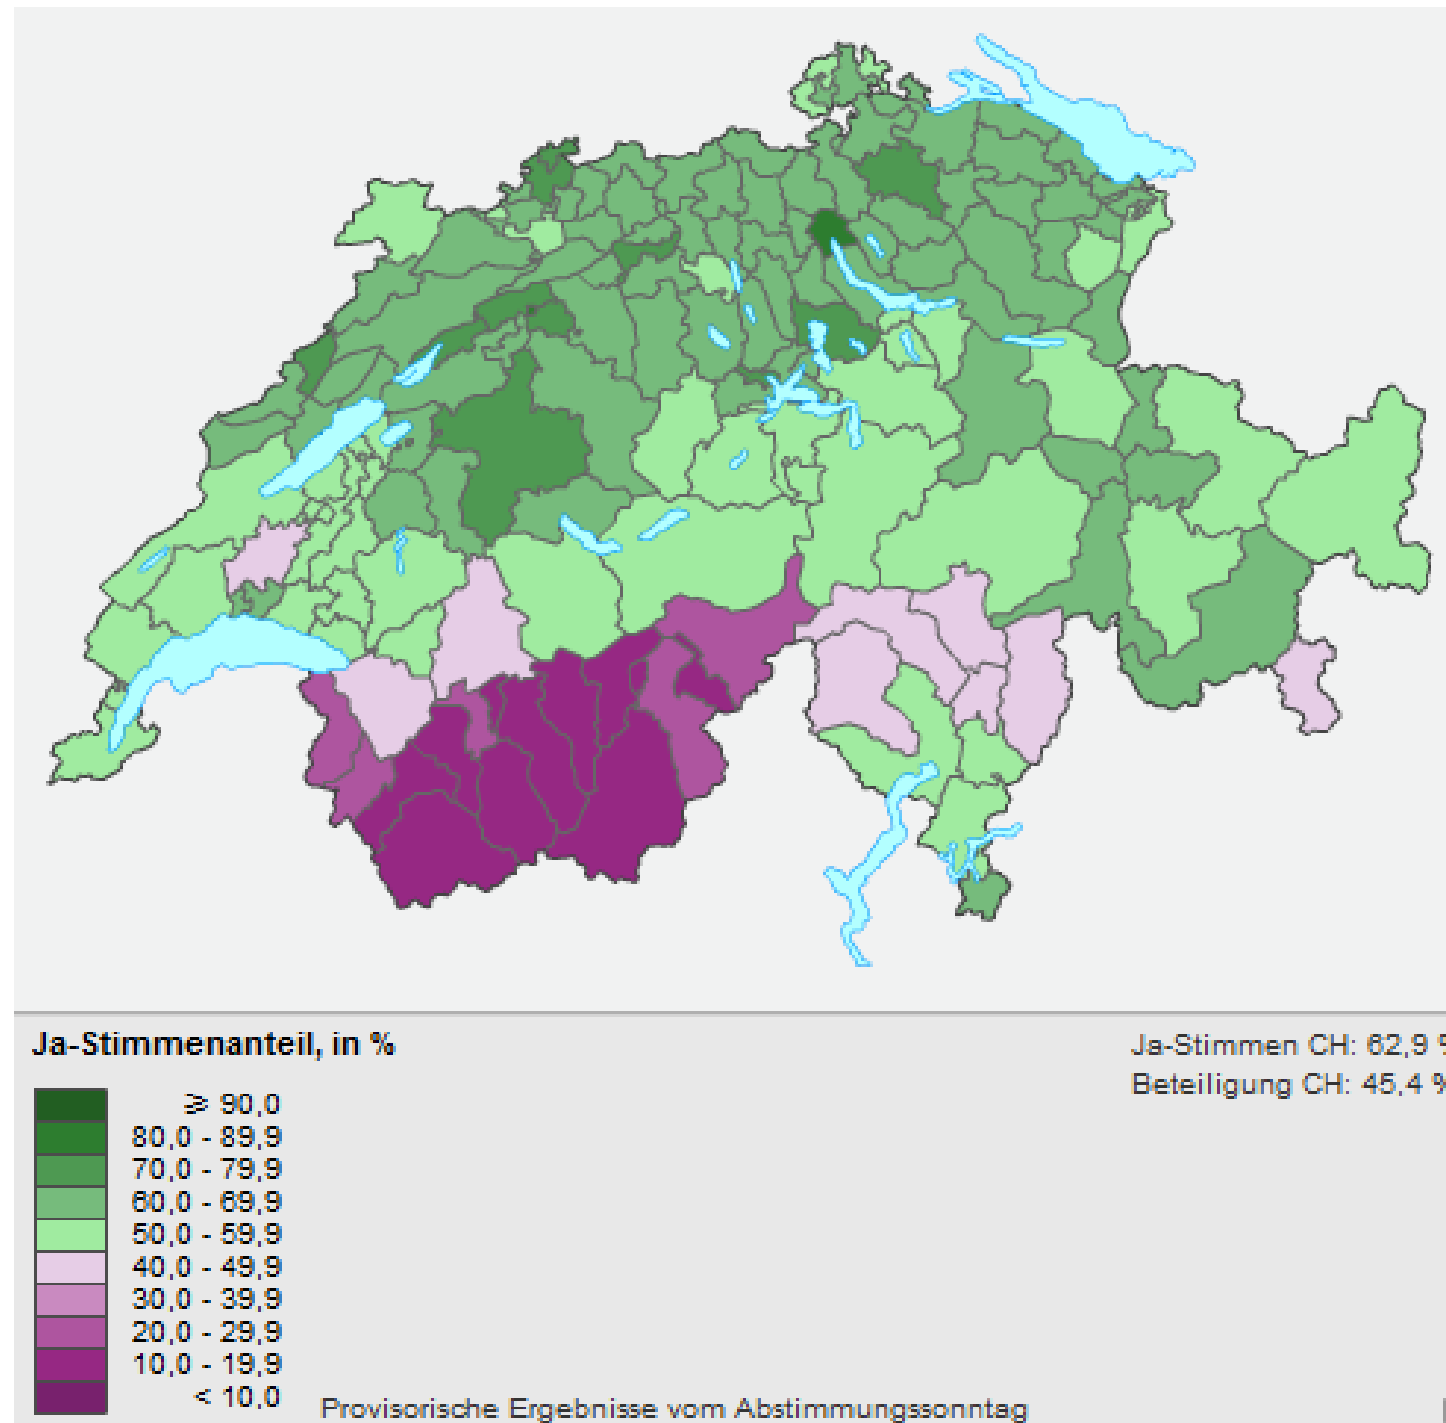 Ja-Stimmenanteil, in %
Ja-Stimmen CH: 62,9 %
Beteiligung CH: 45,4 %
≥ 90,0
80,0 - 89,9
70,0 - 79,9
60,0 - 69,9
50,0 - 59,9
40,0 - 49,9
30,0 - 39,9
20,0 - 29,9
10,0 - 19,9
< 10,0
Provisorische Ergebnisse vom Abstimmungssonntag